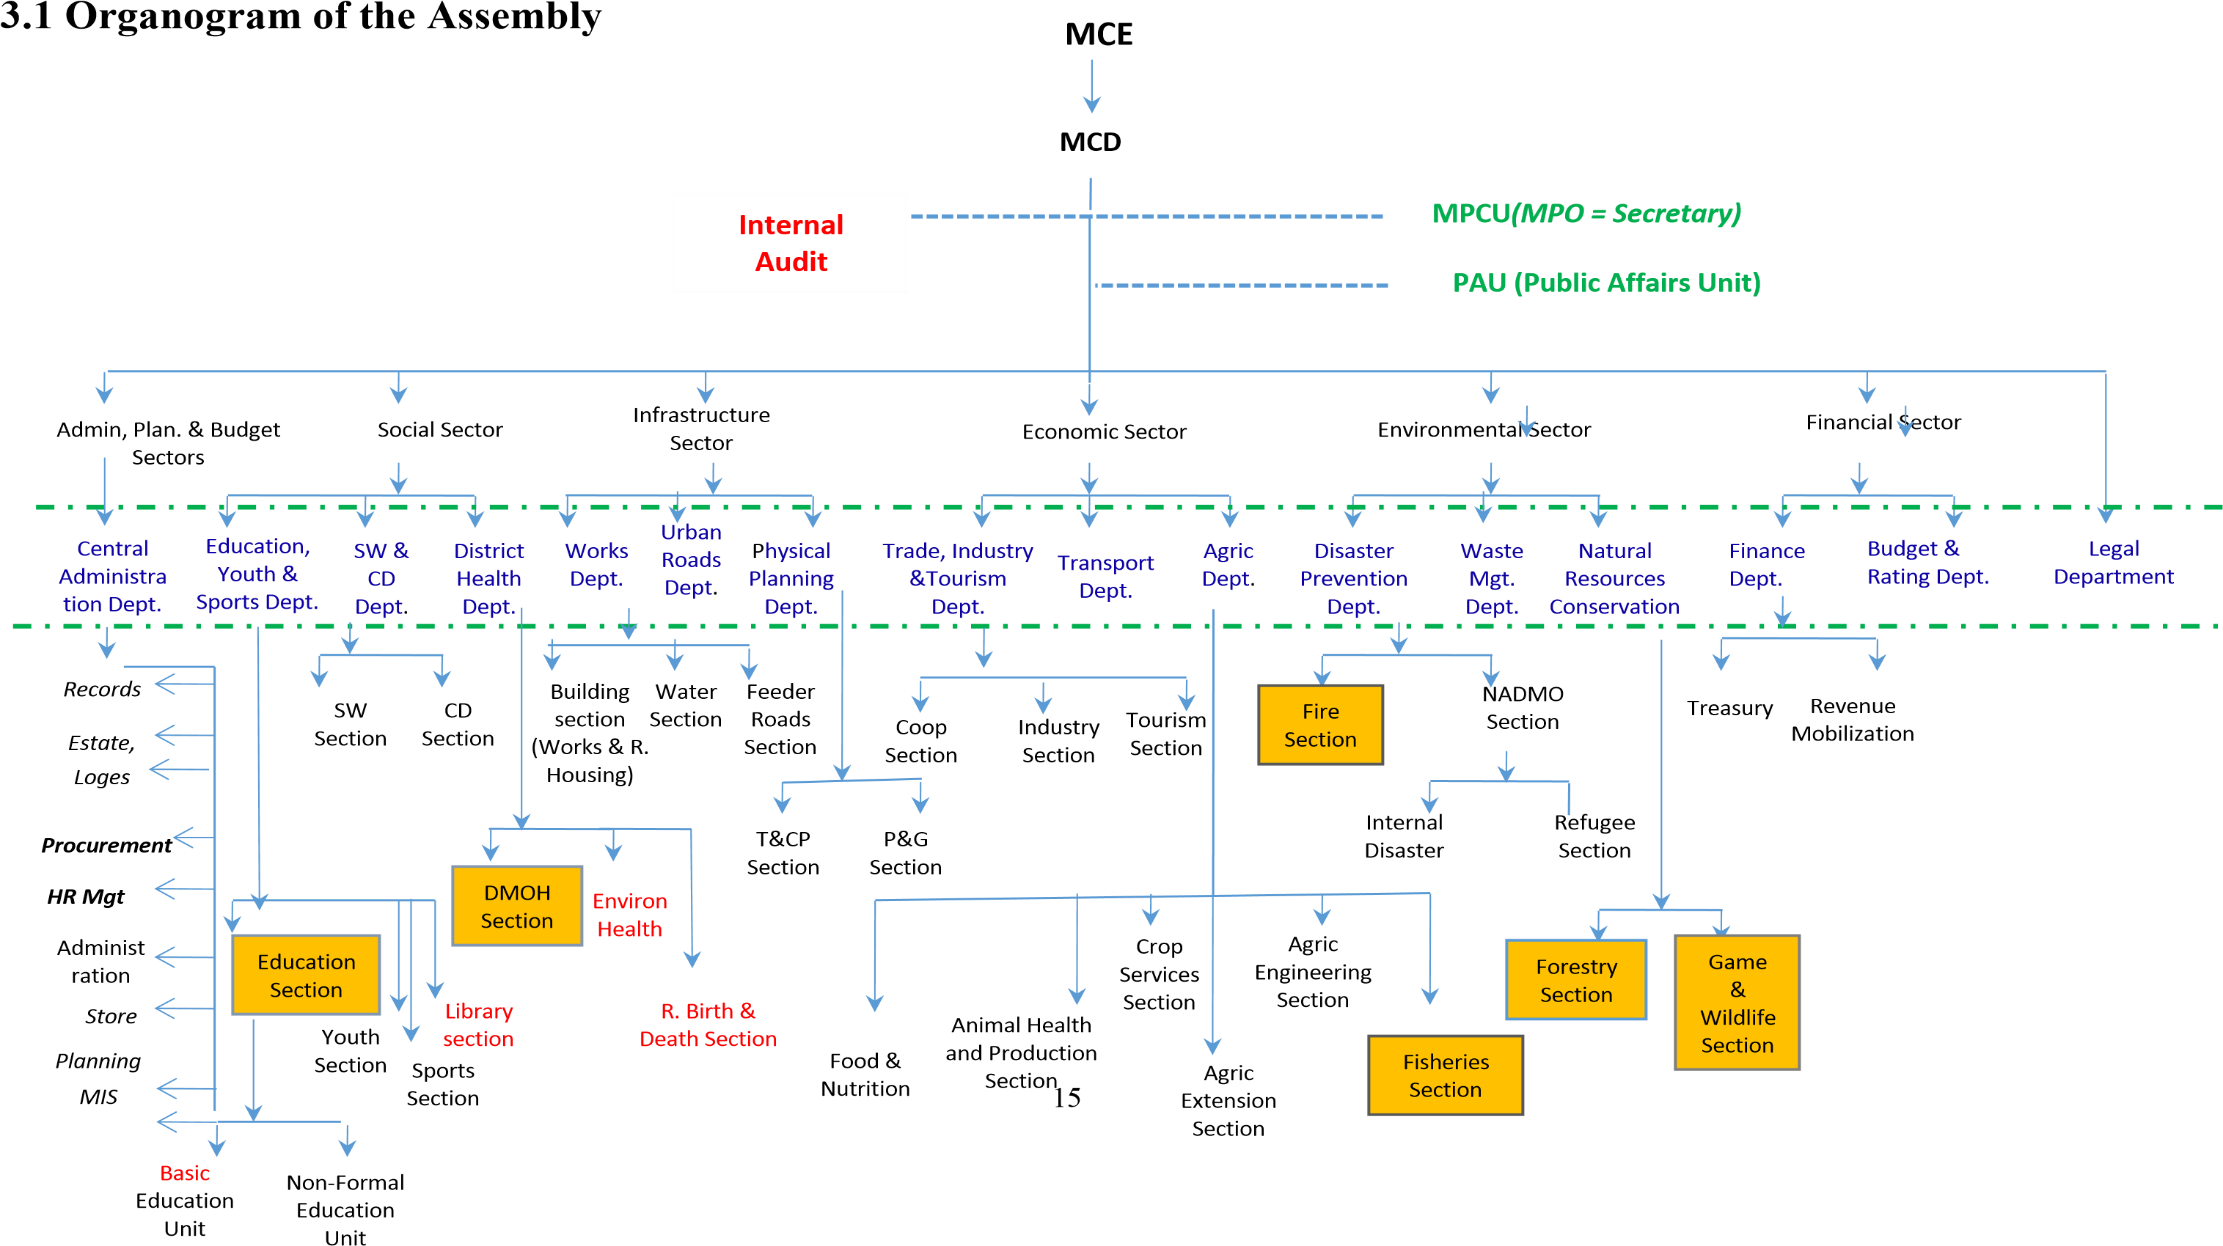 3.1 Organogram of the Assembly
MCE
MCD
Internal
Audit
MPCU(MPO = Secretary)
PAU (Public Affairs Unit)
Admin, Plan. & Budget
Sectors
Social Sector
Infrastructure
Sector
Economic Sector
Environmental Sector
Financial Sector
Central
Administra
tion Dept.
Education,
Youth &
Sports Dept.
SW &
CD
Dept.
District
Health
Dept.
Works
Dept.
Urban
Roads
Dept.
Physical
Planning
Dept.
Trade, Industry
&Tourism
Dept.
Transport
Dept.
Agric
Dept.
Disaster
Prevention
Dept.
Waste
Mgt.
Dept.
Natural
Resources
Conservation
Finance
Dept.
Budget &
Rating Dept.
Legal
Department
Records
Estate,
Loges
Procurement
HR Mgt
Administ
ration
Store
Planning
MIS
SW
Section
CD
Section
Building
section
(Works & R.
Housing)
Water
Section
Feeder
Roads
Section
Coop
Section
Industry
Section
Tourism
Section
Fire
Section
NADMO
Section
Treasury
Revenue
Mobilization
T&CP
Section
P&G
Section
Internal
Disaster
Refugee
Section
DMOH
Section
Environ
Health
R. Birth &
Death Section
Education
Section
Youth
Section
Sports
Section
Library
section
Food &
Nutrition
Animal Health
and Production
Section
Crop
Services
Section
Agric
Extension
Section
Agric
Engineering
Section
Fisheries
Section
Forestry
Section
Game
&
Wildlife
Section
15
Basic
Education
Unit
Non-Formal
Education
Unit